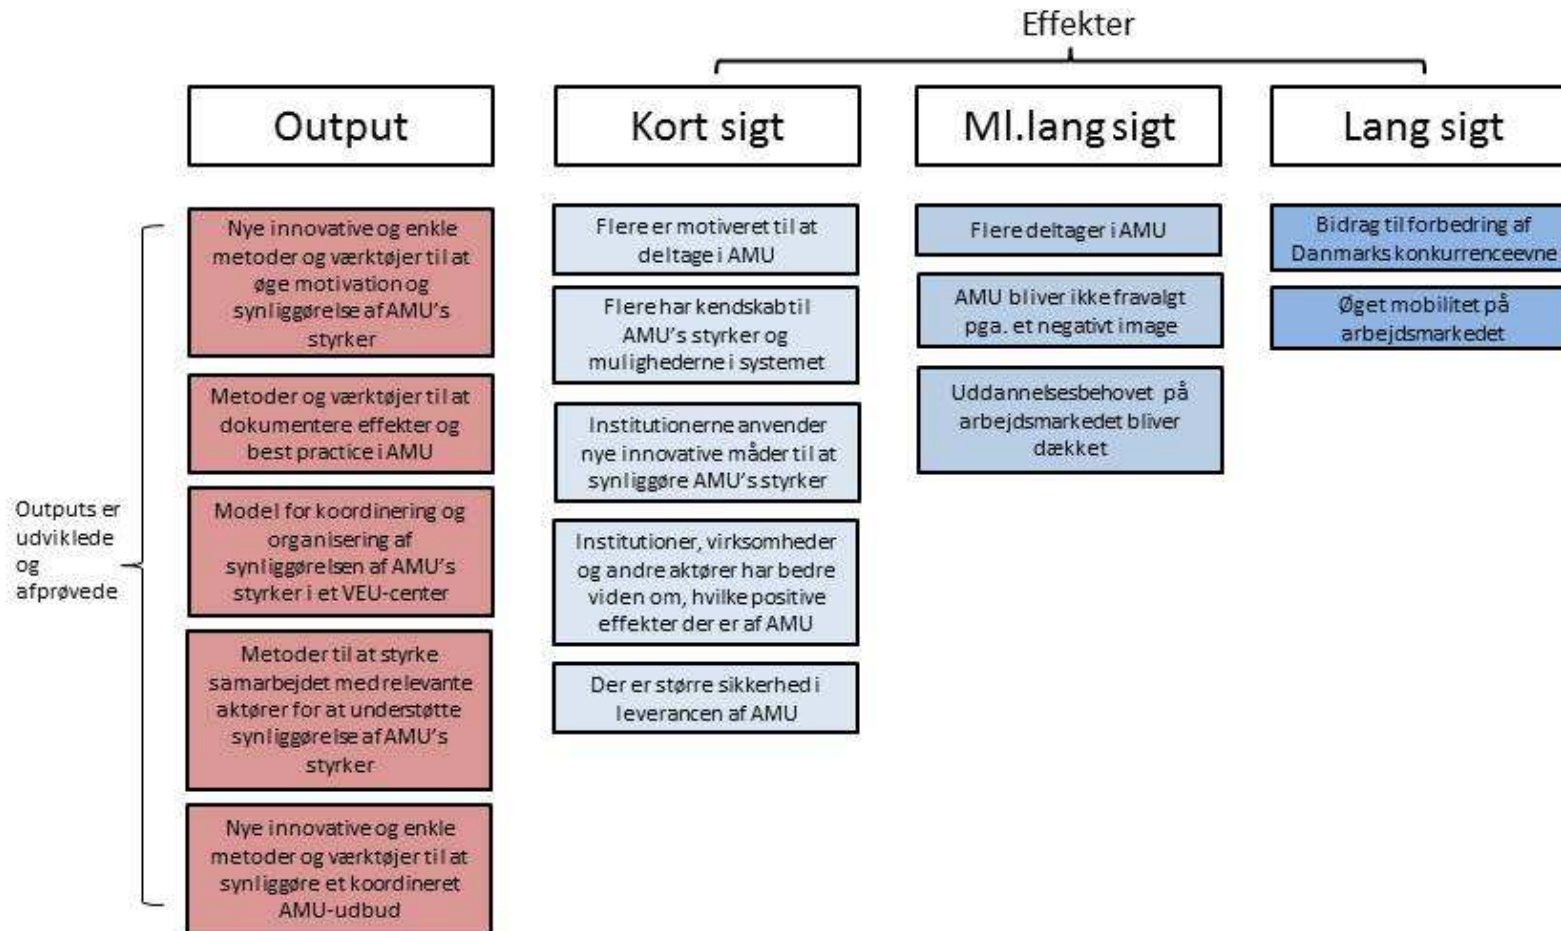 Effekter
Output
Kort sigt
Ml.lang sigt
Lang sigt
Outputs er
udviklede
og
afprøvede
Nye innovative og enkle
metoder og værktøjer til at
øge motivation og
synliggørelse af AMU's
styrker
Metoder og værktøjer til at
dokumentere effekter og
best practice i AMU
Model for koordinering og
organisering af
synliggørelsen af AMU's
styrker i et VEU-center
Metoder til at styrke
samarbejdet med relevante
aktører for at understøtte
synliggørelse af AMU's
styrker
Nye innovative og enkle
metoder og værktøjer til at
synliggøre et koordineret
AMU-udbud
Flere er motiveret til at
deltage i AMU
Flere har kendskab til
AMU's styrker og
mulighederne i systemet
Institutionerne anvender
nye innovative måder til at
synliggøre AMU's styrker
Institutioner, virksomheder
og andre aktører har bedre
viden om, hvilke positive
effekter der er af AMU
Der er større sikkerhed i
leverancen af AMU
Flere deltager i AMU
AMU bliver ikke fravalgt
pga. et negativt image
Uddannelsesbehovet på
arbejdsmarkedet bliver
dækket
Bidrag til forbedring af
Danmarks konkurrenceevne
Øget mobilitet på
arbejdsmarkedet